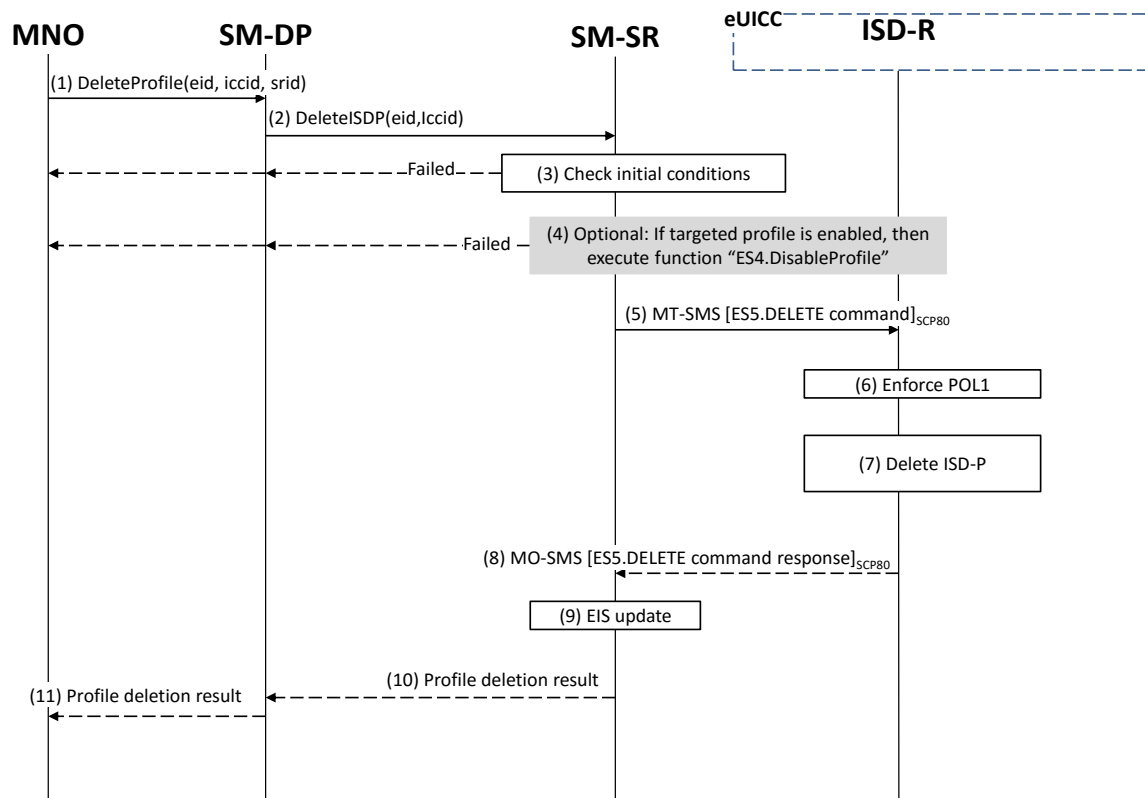 eUICC
MNO
SM-DP
SM-SR
ISD-R
(1) DeleteProfile(eid, iccid, srid)
(2) DeleteISDP(eid,Iccid)
Failed
(3) Check initial conditions
Failed
(4) Optional: If targeted profile is enabled, then
execute function “ES4.DisableProfile”
(5) MT-SMS [ES5.DELETE command]SCP80
(6) Enforce POL1
(7) Delete ISD-P
(8) MO-SMS [ES5.DELETE command response]SCP80
(9) EIS update
(10) Profile deletion result
(11) Profile deletion result